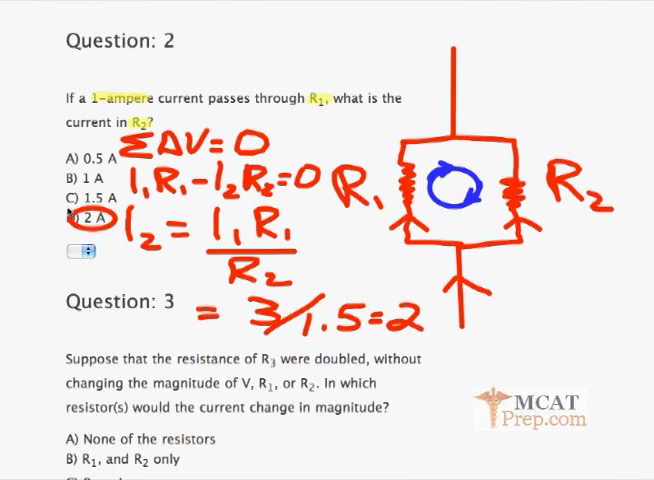 Question: 2
If a 1-ampere current passes through R₁, what is the
current in R₂?
ΣΔV = 0
A) 0.5 A
B) 1 A
I₁R₁ - I₂R₂ = 0
R₁
R₂
C) 1.5 A
D) 2 A
I₂ = I₁R₁
R₂
= 3/1.5 = 2
Question: 3
Suppose that the resistance of R₃ were doubled, without
changing the magnitude of V, R₁, or R₂. In which
resistor(s) would the current change in magnitude?
MCAT
Prep.com
A) None of the resistors
B) R₁, and R₂ only